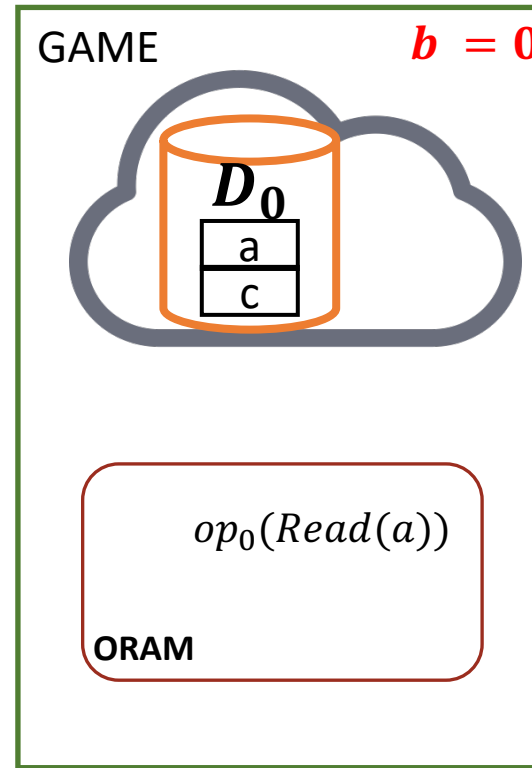 GAME b = 0
D₀
a
c
op₀(Read(a))
ORAM